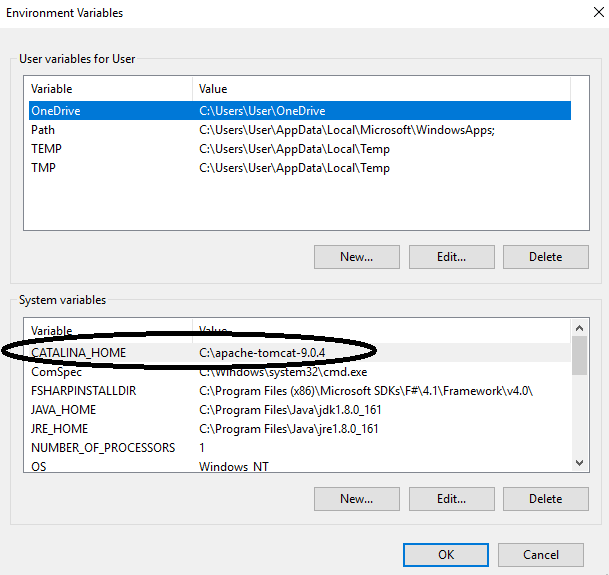 Environment Variables
User variables for User
Variable Value
OneDrive C:\Users\User\OneDrive
Path C:\Users\User\AppData\Local\Microsoft\WindowsApps;
TEMP C:\Users\User\AppData\Local\Temp
TMP C:\Users\User\AppData\Local\Temp
New... Edit... Delete
System variables
Variable Value
CATALINA_HOME C:\apache-tomcat-9.0.4
ComSpec C:\Windows\system32\cmd.exe
FSHARPINSTALLDIR C:\Program Files (x86)\Microsoft SDKs\F#\4.1\Framework\v4.0\
JAVA_HOME C:\Program Files\Java\jdk1.8.0_161
JRE_HOME C:\Program Files\Java\jre1.8.0_161
NUMBER_OF_PROCESSORS 1
OS Windows_NT
New... Edit... Delete
OK Cancel